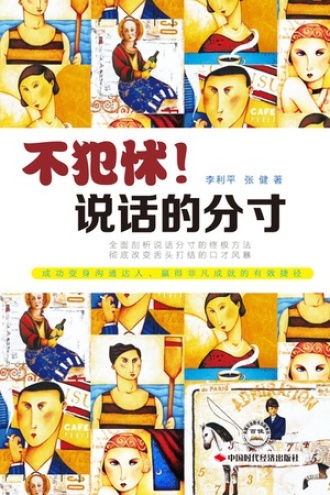 CAFE
不犯怵!
李利平 张健 著
说话的分寸
全面剖析说话分寸的终极方法
彻底改变舌头打结的口才风暴
成功变身沟通达人，赢得非凡成就的有效捷径
ADMIRATION
中国时代经济出版社